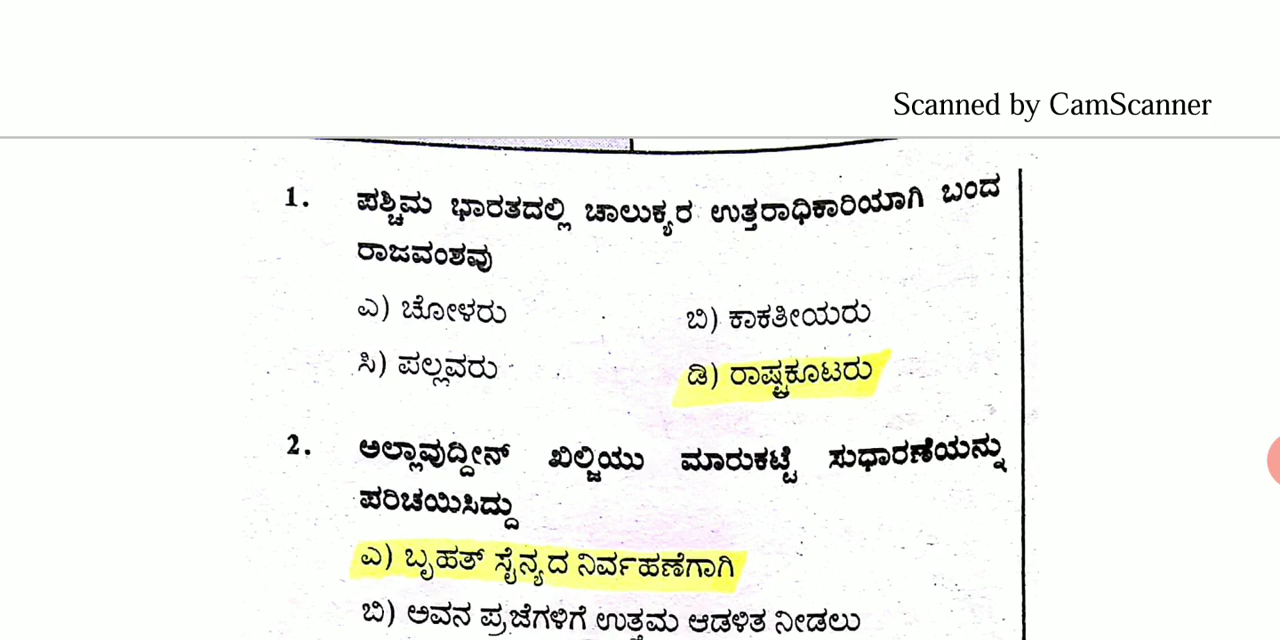 Scanned by CamScanner
1. ಪಶ್ಚಿಮ ಭಾರತದಲ್ಲಿ ಚಾಲುಕ್ಯರ ಉತ್ತರಾಧಿಕಾರಿಯಾಗಿ ಬಂದ
ರಾಜವಂಶವು
ಎ) ಚೋಳರು ಬಿ) ಕಾಕತೀಯರು
ಸಿ) ಪಲ್ಲವರು ಡಿ) ರಾಷ್ಟ್ರಕೂಟರು
2. ಅಲ್ಲಾವುದ್ದೀನ್ ಖಿಲ್ಜಿಯು ಮಾರುಕಟ್ಟೆ ಸುಧಾರಣೆಯನ್ನು
ಪರಿಚಯಿಸಿದ್ದು
ಎ) ಬೃಹತ್ ಸೈನ್ಯದ ನಿರ್ವಹಣೆಗಾಗಿ
ಬಿ) ಅವನ ಪ್ರಜೆಗಳಿಗೆ ಉತ್ತಮ ಆಡಳಿತ ನೀಡಲು